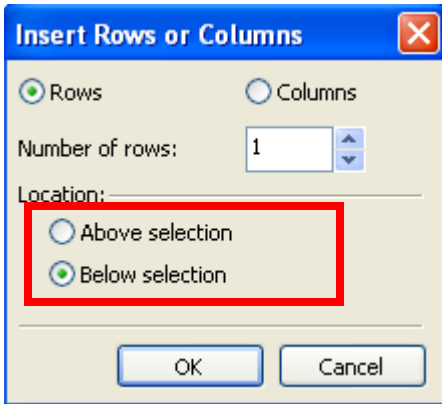 Insert Rows or Columns
Rows Columns
Number of rows: 1
Location:
Above selection
Below selection
OK Cancel